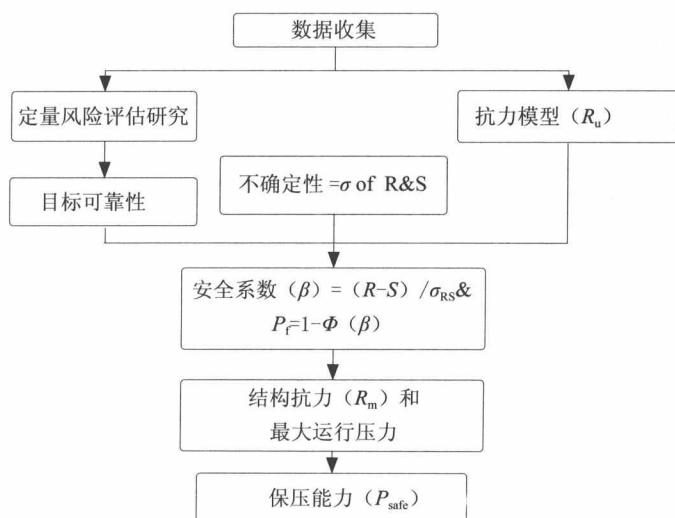 数据收集
定量风险评估研究
抗力模型（Ru）
目标可靠性
不确定性=σ of R&S
安全系数（β）=（R-S）/σRS&
Pf=1-Φ（β）
结构抗力（Rm）和
最大运行压力
保压能力（Psafe）